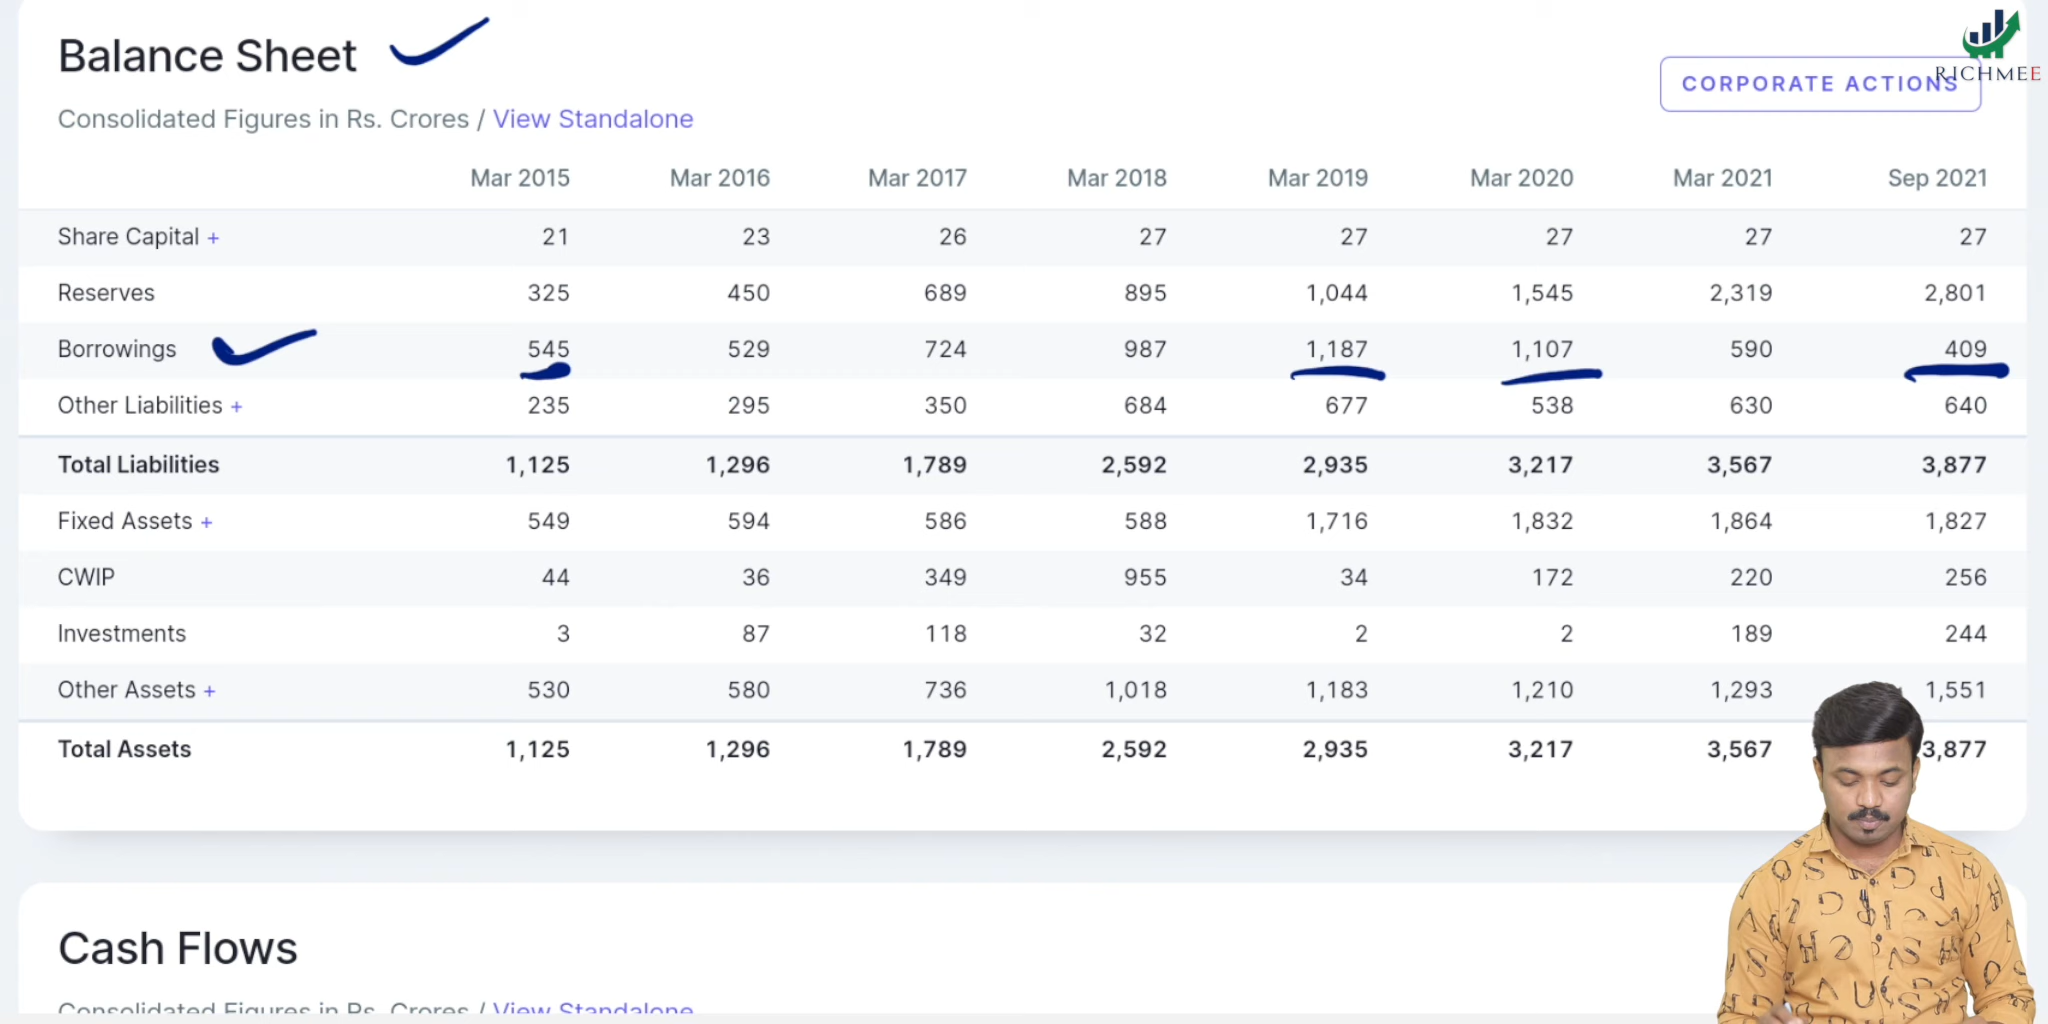 Balance Sheet
RICHMEE
CORPORATE ACTIONS
Consolidated Figures in Rs. Crores / View Standalone
Mar 2015 Mar 2016 Mar 2017 Mar 2018 Mar 2019 Mar 2020 Mar 2021 Sep 2021
Share Capital + 21 23 26 27 27 27 27 27
Reserves 325 450 689 895 1,044 1,545 2,319 2,801
Borrowings 545 529 724 987 1,187 1,107 590 409
Other Liabilities + 235 295 350 684 677 538 630 640
Total Liabilities 1,125 1,296 1,789 2,592 2,935 3,217 3,567 3,877
Fixed Assets + 549 594 586 588 1,716 1,832 1,864 1,827
CWIP 44 36 349 955 34 172 220 256
Investments 3 87 118 32 2 2 189 244
Other Assets + 530 580 736 1,018 1,183 1,210 1,293 1,551
Total Assets 1,125 1,296 1,789 2,592 2,935 3,217 3,567 3,877
Cash Flows
Consolidated Figures in Rs. Crores / View Standalone